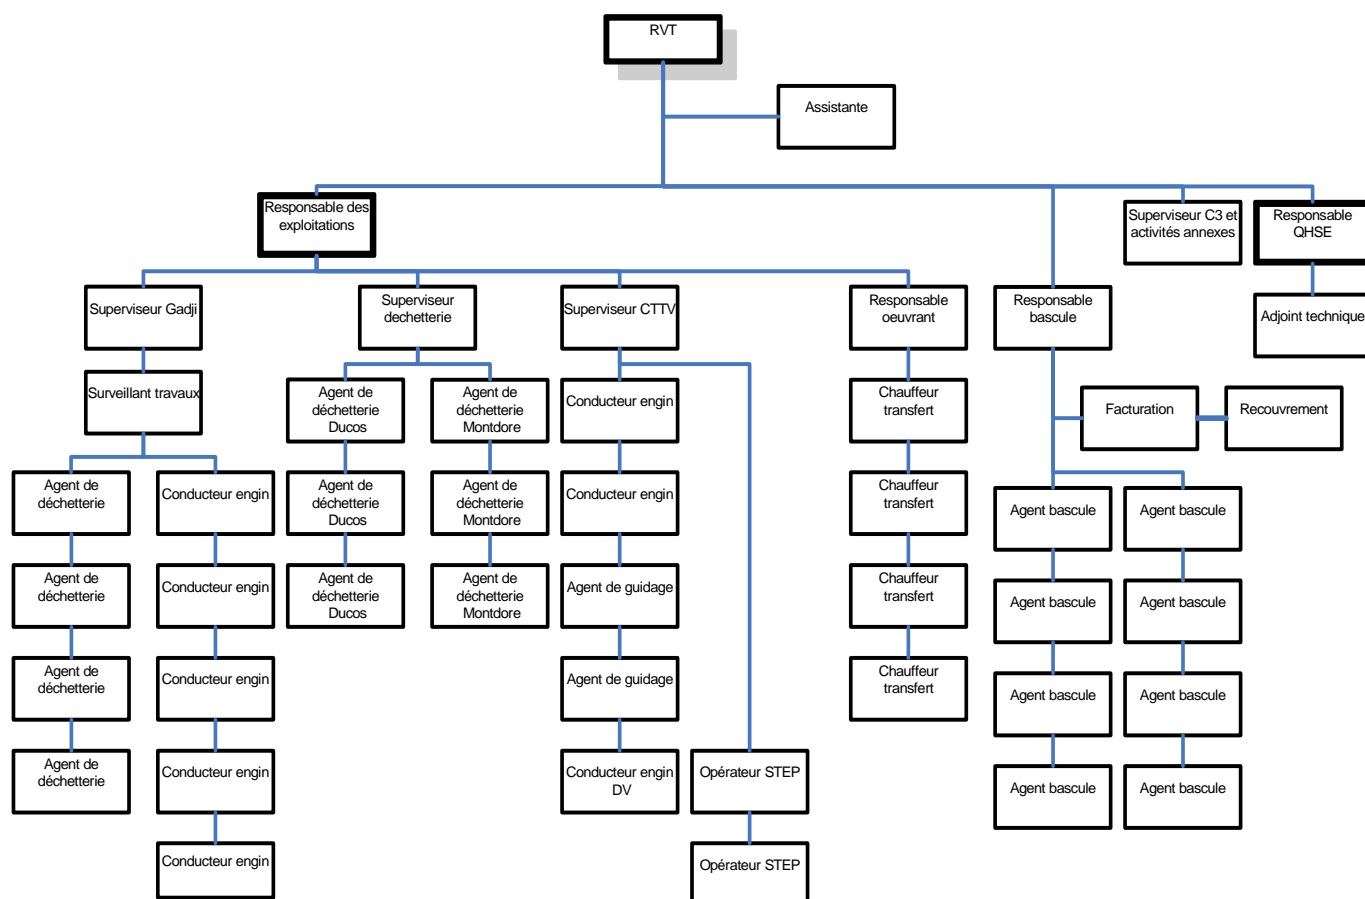 RVT
Assistante
Responsable des
exploitations
Superviseur C3 et
activités annexes
Responsable
QHSE
Superviseur Gadji
Superviseur
dechetterie
Superviseur CTTV
Responsable
oeuvrant
Responsable
bascule
Adjoint technique
Surveillant travaux
Agent de
déchetterie
Ducos
Agent de
déchetterie
Montdore
Conducteur engin
Chauffeur
transfert
Facturation
Recouvrement
Agent de
déchetterie
Conducteur engin
Agent de
déchetterie
Ducos
Agent de
déchetterie
Montdore
Conducteur engin
Chauffeur
transfert
Agent bascule
Agent bascule
Agent de
déchetterie
Conducteur engin
Agent de
déchetterie
Ducos
Agent de
déchetterie
Montdore
Agent de guidage
Chauffeur
transfert
Agent bascule
Agent bascule
Agent de
déchetterie
Conducteur engin
Agent de guidage
Chauffeur
transfert
Agent bascule
Agent bascule
Agent de
déchetterie
Conducteur engin
Conducteur engin
DV
Opérateur STEP
Agent bascule
Agent bascule
Conducteur engin
Opérateur STEP